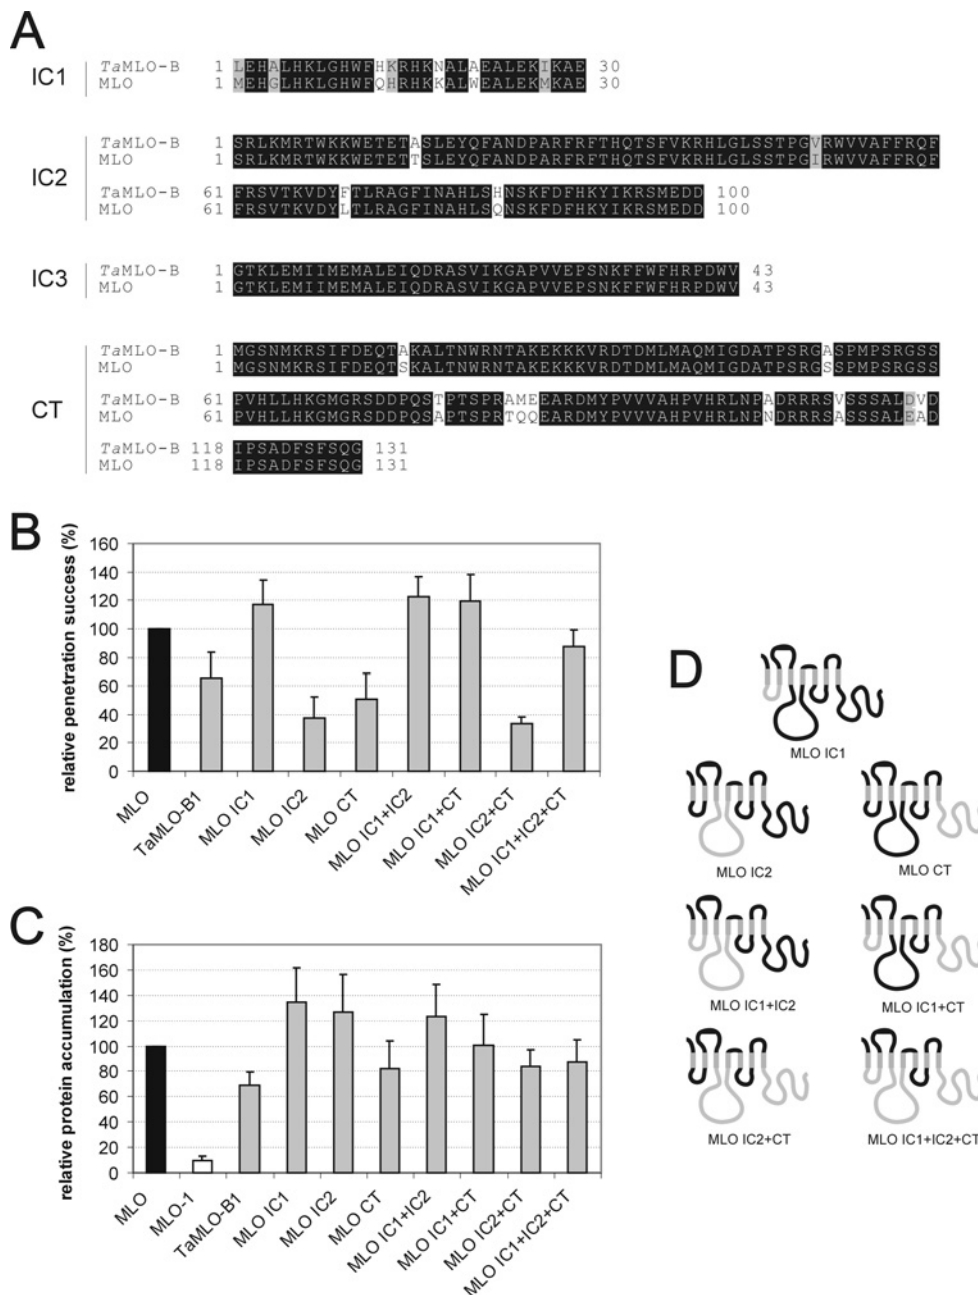 A
IC1
TaMLO-B 1 LEHALHKLGHWFHKRHKNALAEALEKIKAE 30
MLO 1 MEHGLHKLGHWFQHRHKKALWEALEKMKAE 30
IC2
TaMLO-B 1 SRLKMRTWKKWETETASLEYQFANDPARFRFTHQTSFVKRHLGLSSTPGVRWVVAFFRQF
MLO 1 SRLKMRTWKKWETETTSLEYQFANDPARFRFTHQTSFVKRHLGLSSTPGIRWVVAFFRQF
TaMLO-B 61 FRSVTKVDYFTLRAGFINAHLSHNSKFDFHKYIKRSMEDD 100
MLO 61 FRSVTKVDYLTLRAGFINAHLSQNSKFDFHKYIKRSMEDD 100
IC3
TaMLO-B 1 GTKLEMIIMEMALEIQDRASVIKGAPVVEPSNKFFWFHRPDWV 43
MLO 1 GTKLEMIIMEMALEIQDRASVIKGAPVVEPSNKFFWFHRPDWV 43
CT
TaMLO-B 1 MGSNMKRSIFDEQTAKALTNWRNTAKEKKKVRDTDMLMAQMIGDATPSRGASPMPSRGSS
MLO 1 MGSNMKRSIFDEQTSKALTNWRNTAKEKKKVRDTDMLMAQMIGDATPSRGSSPMPSRGSS
TaMLO-B 61 PVHLLHKGMGRSDDPQSTPTSPRAMEEARDMYPVVVAHPVHRLNPADRRRSVSSSALDVD
MLO 61 PVHLLHKGMGRSDDPQSAPTSPRTQQEARDMYPVVVAHPVHRLNPNDRRRSASSSALEAD
TaMLO-B 118 IPSADFSFSQG 131
MLO 118 IPSADFSFSQG 131
B
relative penetration success (%)
160
140
120
100
80
60
40
20
0
MLO
TaMLO-B1
MLO IC1
MLO IC2
MLO CT
MLO IC1+IC2
MLO IC1+CT
MLO IC2+CT
MLO IC1+IC2+CT
C
relative protein accumulation (%)
180
160
140
120
100
80
60
40
20
0
MLO
MLO-1
TaMLO-B1
MLO IC1
MLO IC2
MLO CT
MLO IC1+IC2
MLO IC1+CT
MLO IC2+CT
MLO IC1+IC2+CT
D
MLO IC1
MLO IC2
MLO CT
MLO IC1+IC2
MLO IC1+CT
MLO IC2+CT
MLO IC1+IC2+CT